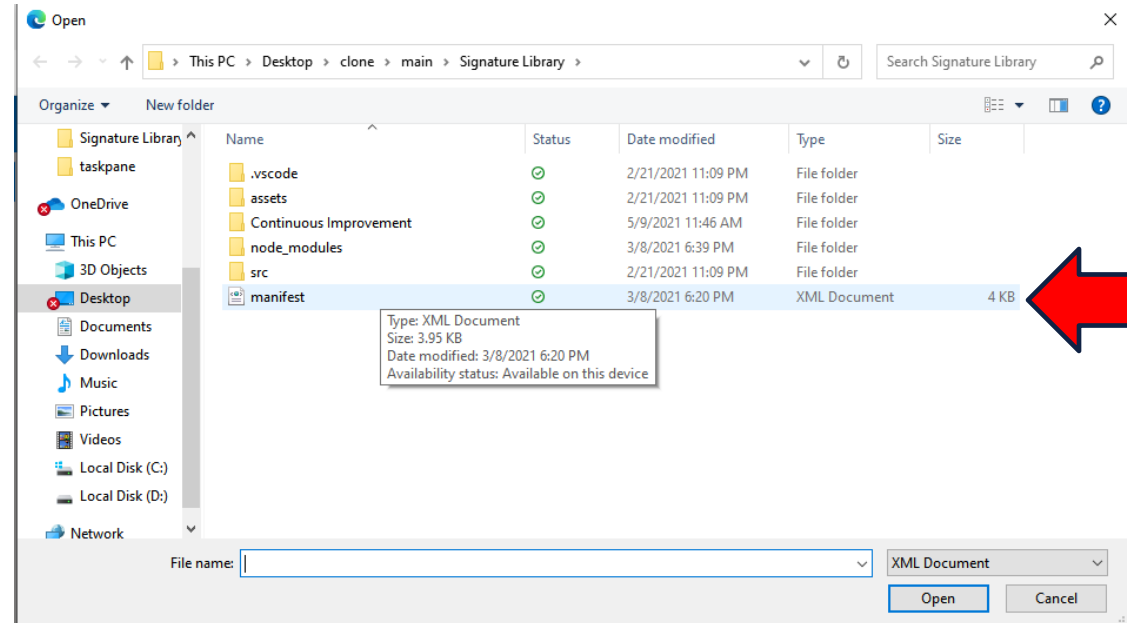 Open
This PC > Desktop > clone > main > Signature Library >
Search Signature Library
Organize
New folder
Name Status Date modified Type Size
Signature Library
taskpane
OneDrive
This PC
3D Objects
Desktop
Documents
Downloads
Music
Pictures
Videos
Local Disk (C:)
Local Disk (D:)
Network
.vscode 2/21/2021 11:09 PM File folder
assets 2/21/2021 11:09 PM File folder
Continuous Improvement 5/9/2021 11:46 AM File folder
node_modules 3/8/2021 6:39 PM File folder
src 2/21/2021 11:09 PM File folder
manifest 3/8/2021 6:20 PM XML Document 4 KB
Type: XML Document
Size: 3.95 KB
Date modified: 3/8/2021 6:20 PM
Availability status: Available on this device
File name:
XML Document
Open Cancel